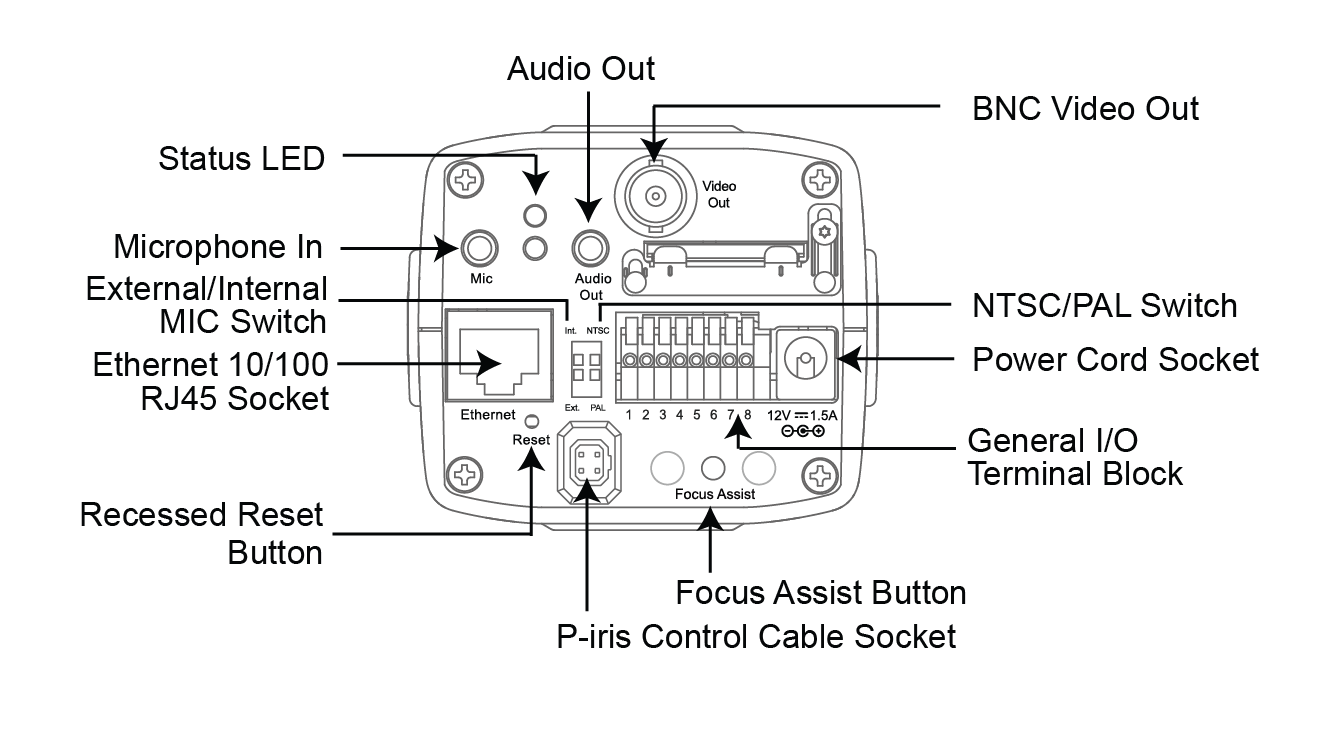 Audio Out
BNC Video Out
Status LED
Video
Out
Microphone In
Mic
Audio
Out
External/Internal
MIC Switch
NTSC/PAL Switch
Int. NTSC
Ethernet 10/100
RJ45 Socket
Power Cord Socket
Ethernet
Ext. PAL
1 2 3 4 5 6 7 8
12V ⎓ 1.5A
Reset
General I/O
Terminal Block
Focus Assist
Recessed Reset
Button
Focus Assist Button
P-iris Control Cable Socket